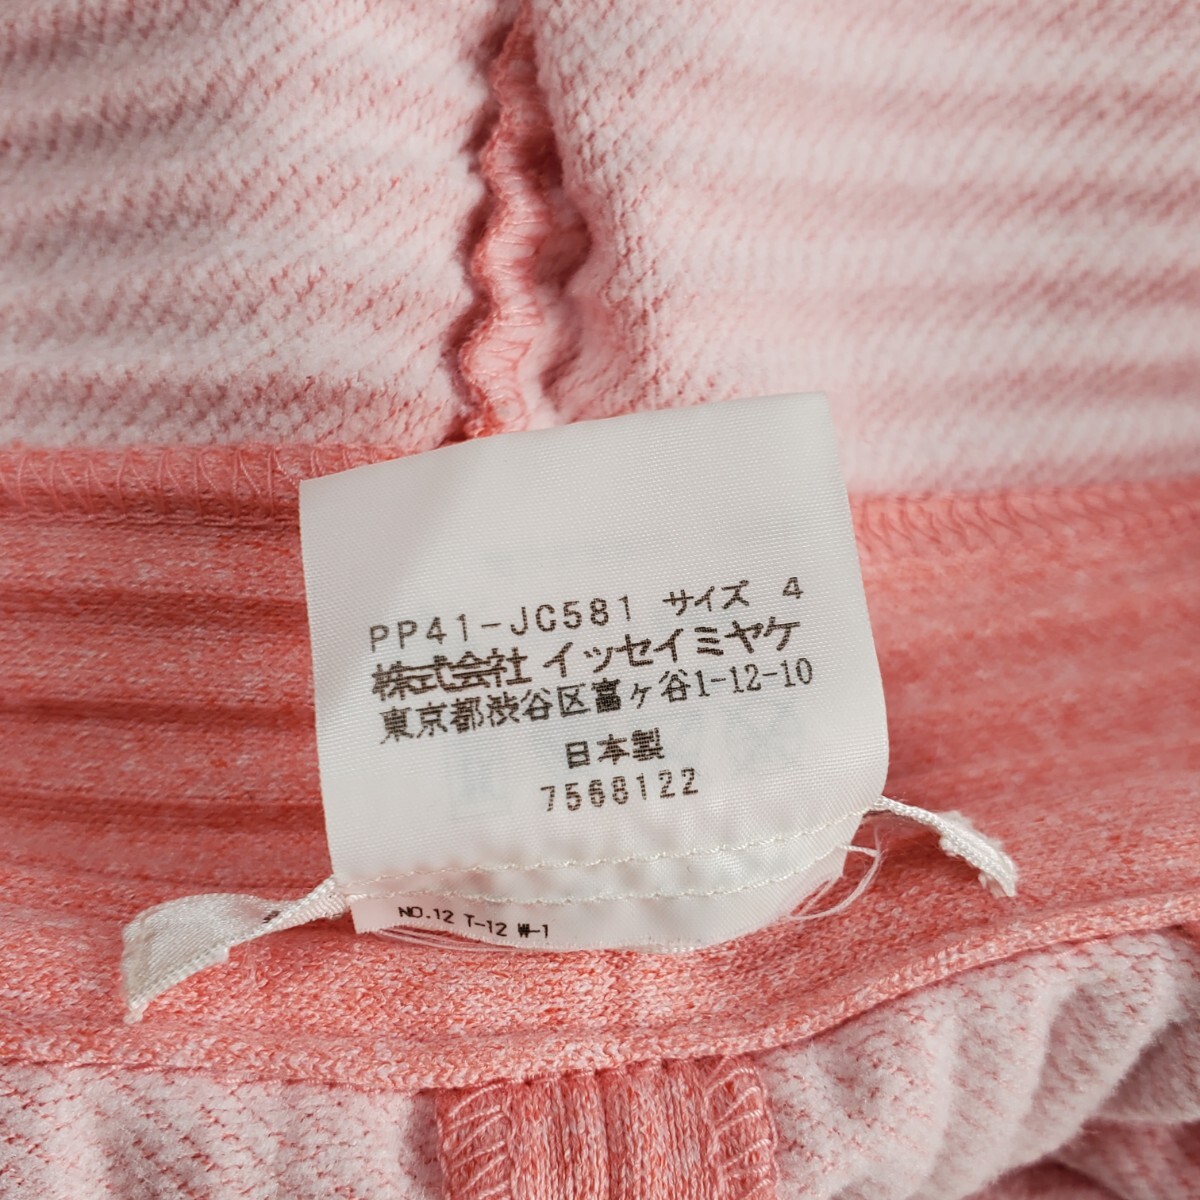 PP41-JC581 サイズ 4
株式会社 イッセイミヤケ
東京都渋谷区富ヶ谷1-12-10
日本製
7568122
NO.12 T-12 W-1